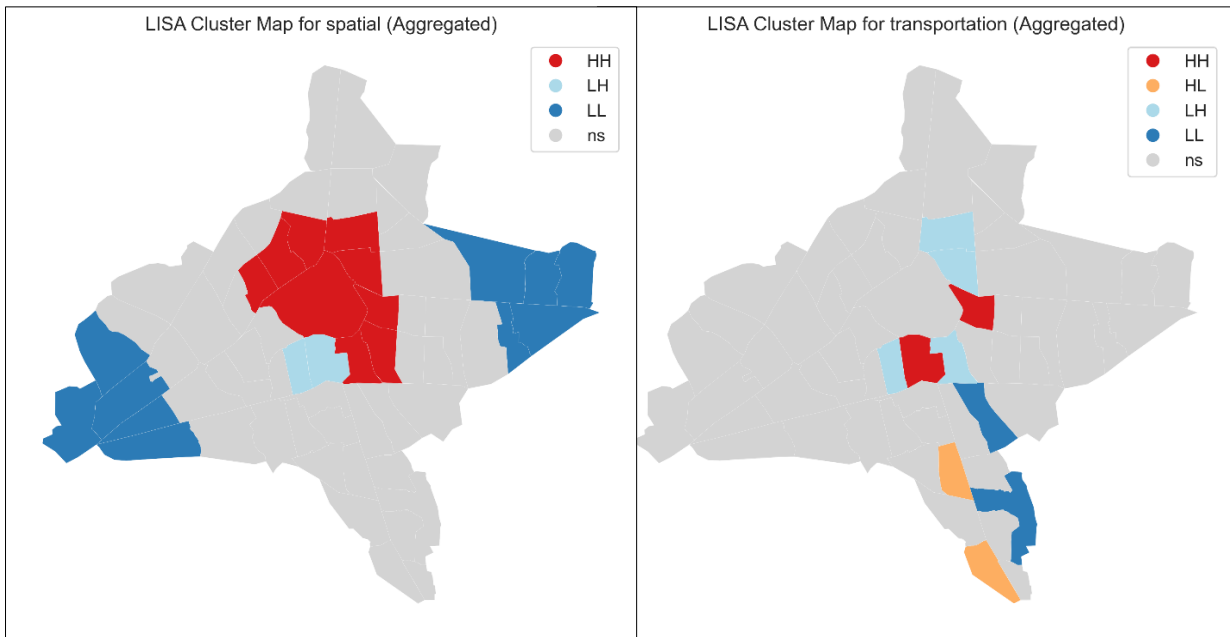 LISA Cluster Map for spatial (Aggregated)
HH
LH
LL
ns
LISA Cluster Map for transportation (Aggregated)
HH
HL
LH
LL
ns